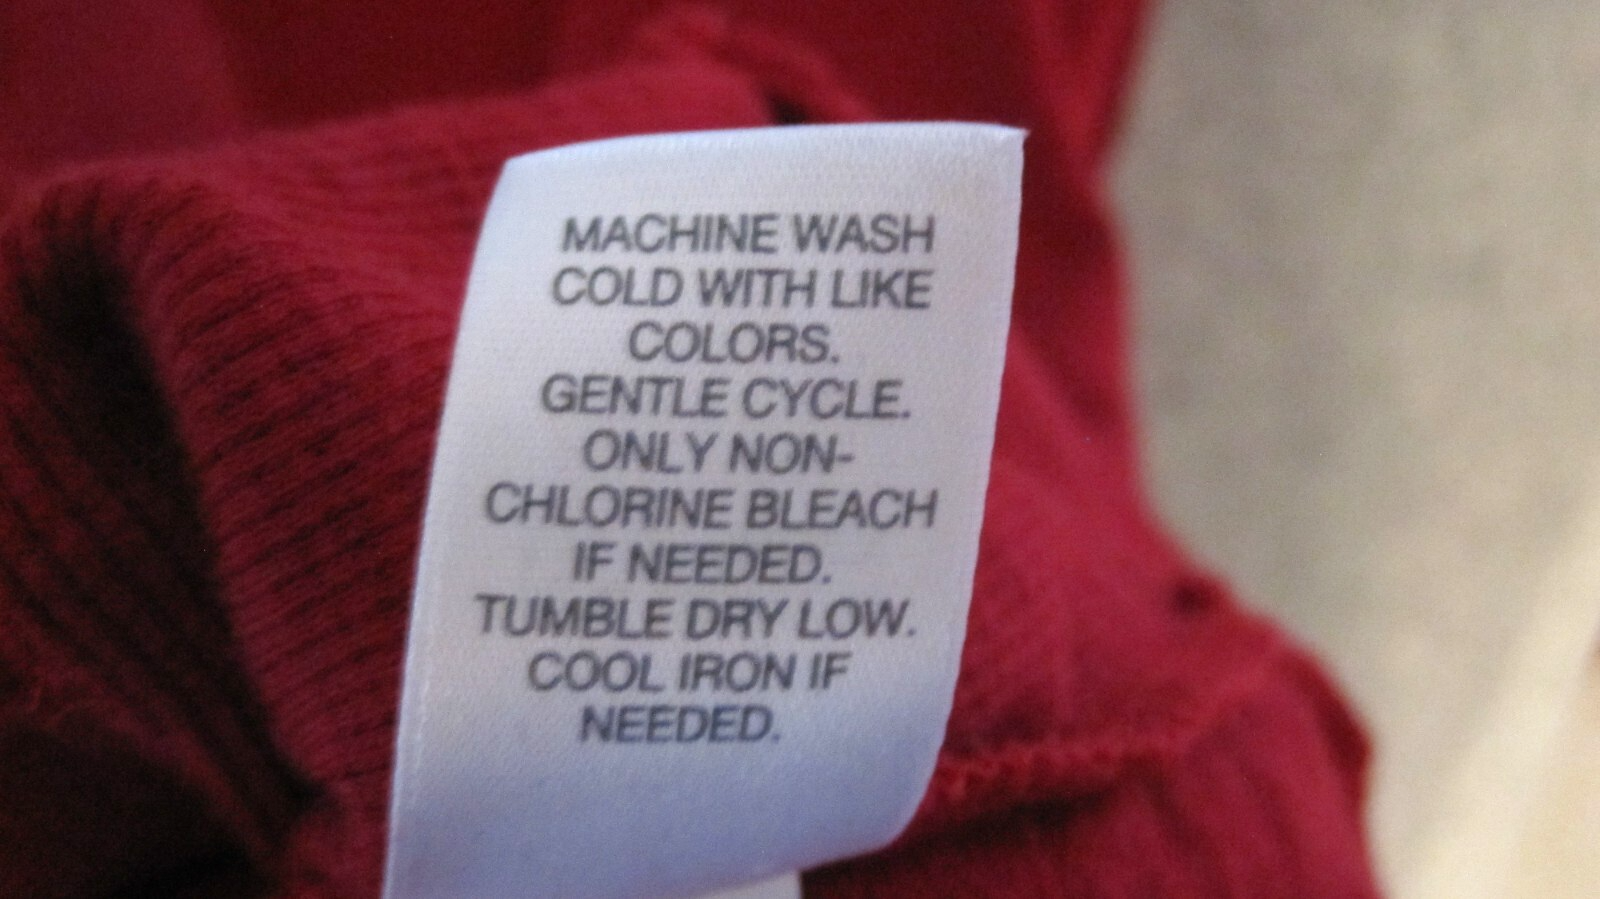 MACHINE WASH
COLD WITH LIKE
COLORS.
GENTLE CYCLE.
ONLY NON-
CHLORINE BLEACH
IF NEEDED.
TUMBLE DRY LOW.
COOL IRON IF
NEEDED.